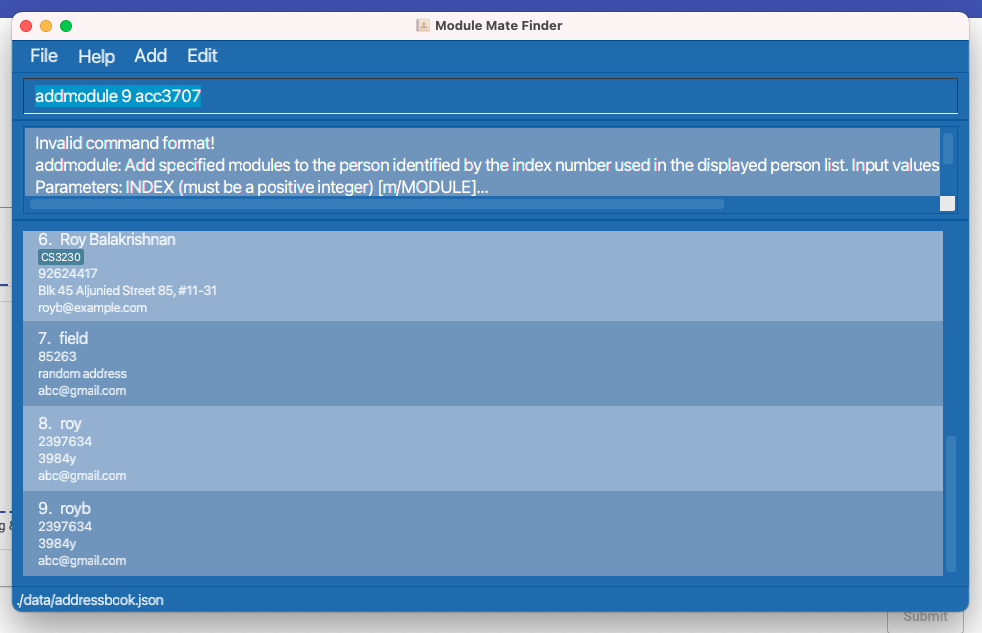 Module Mate Finder
File Help Add Edit
addmodule 9 acc3707
Invalid command format!
addmodule: Add specified modules to the person identified by the index number used in the displayed person list. Input values
Parameters: INDEX (must be a positive integer) [m/MODULE]...
6. Roy Balakrishnan
CS3230
92624417
Blk 45 Aljunied Street 85, #11-31
royb@example.com
7. field
85263
random address
abc@gmail.com
8. roy
2397634
3984y
abc@gmail.com
9. royb
2397634
3984y
abc@gmail.com
./data/addressbook.json
Submit